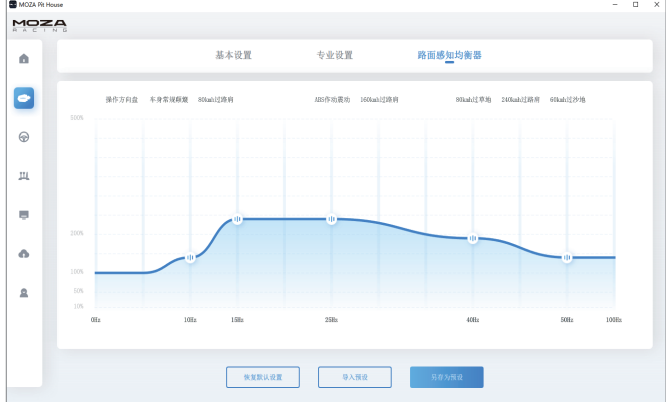 MOZA Pit House
MOZA
RACING
基本设置 专业设置 路面感知均衡器
操作方向盘 车身常规颠簸 80kmh过路肩 ABS作动震动 160kmh过路肩 80kmh过草地 240kmh过路肩 60kmh过沙地
500%
200%
100%
50%
10%
0Hz 10Hz 15Hz 25Hz 40Hz 50Hz 100Hz
恢复默认设置 导入预设 另存为预设